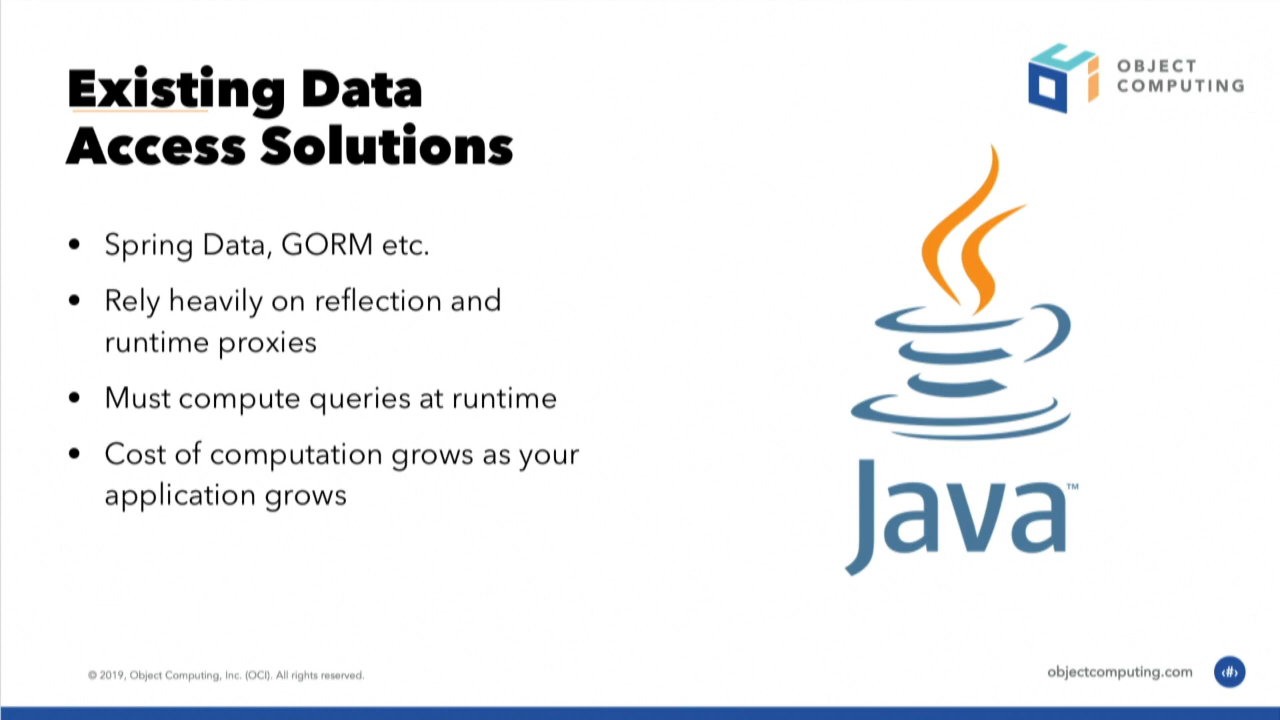 Existing Data
Access Solutions
OBJECT
COMPUTING
• Spring Data, GORM etc.
• Rely heavily on reflection and
runtime proxies
• Must compute queries at runtime
• Cost of computation grows as your
application grows
Java™
© 2019, Object Computing, Inc. (OCI). All rights reserved.
objectcomputing.com
‹#›